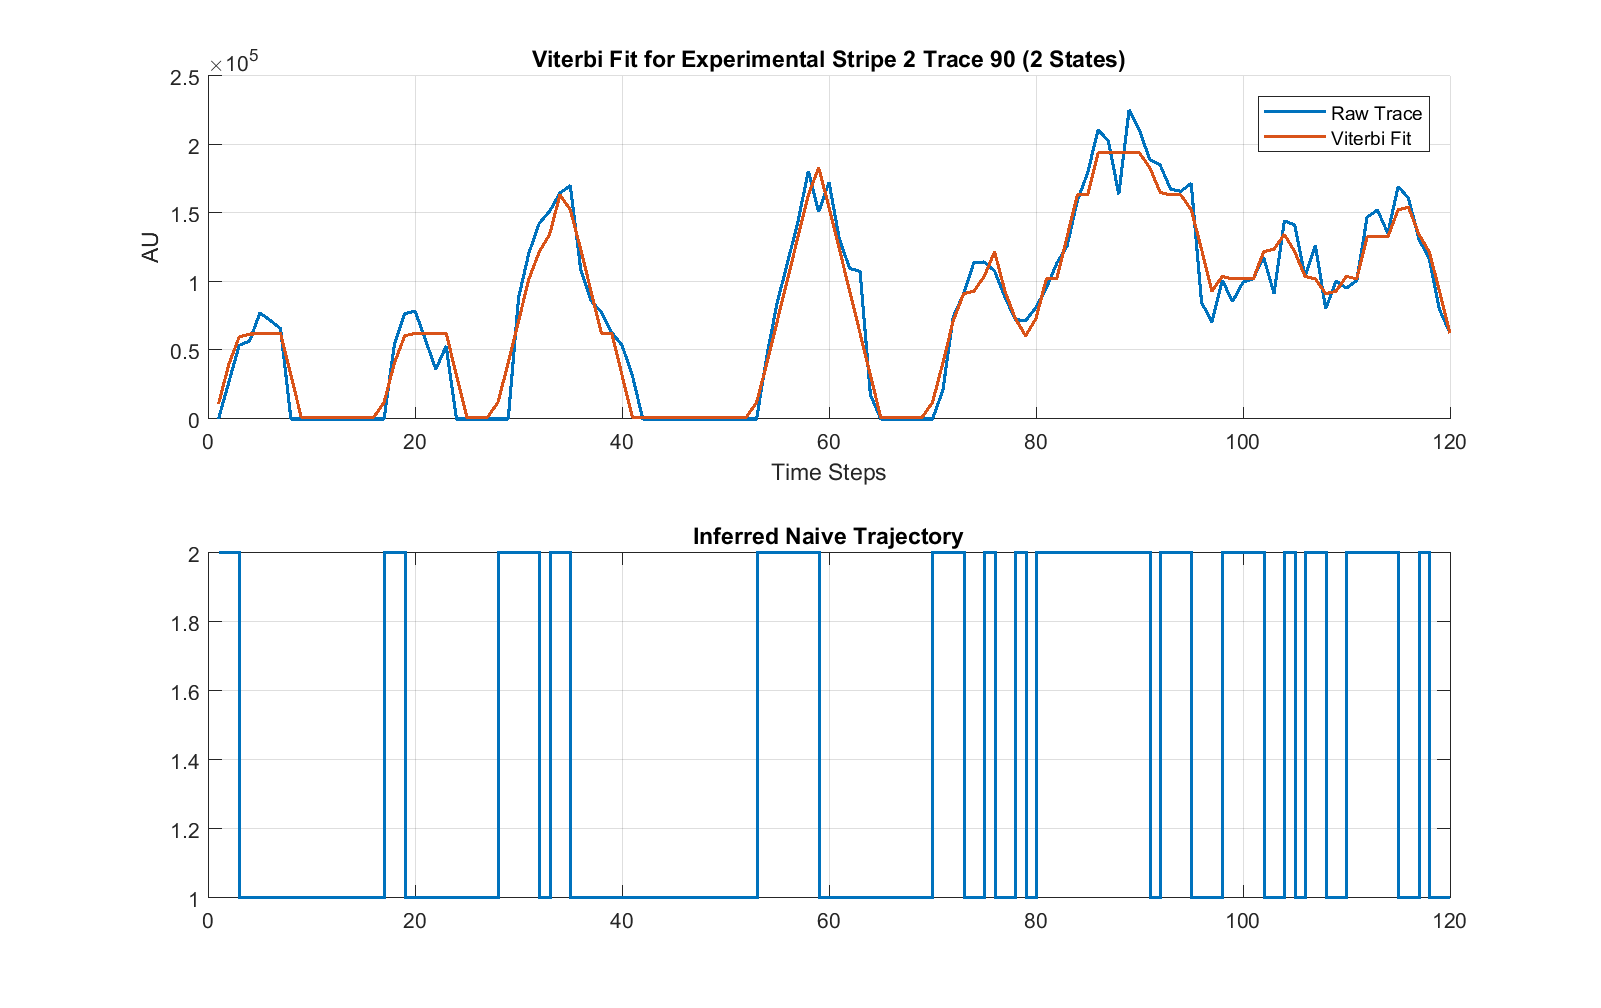 Viterbi Fit for Experimental Stripe 2 Trace 90 (2 States)
×10^5
2.5
2
1.5
1
0.5
0
AU
Raw Trace
Viterbi Fit
0 20 40 60 80 100 120
Time Steps
Inferred Naive Trajectory
2
1.8
1.6
1.4
1.2
1
0 20 40 60 80 100 120